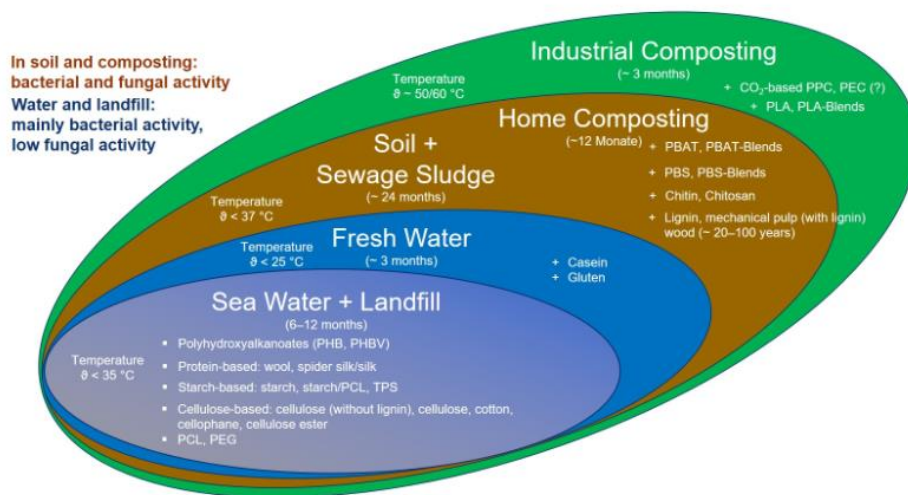 In soil and composting:
bacterial and fungal activity
Water and landfill:
mainly bacterial activity,
low fungal activity
Industrial Composting
(~ 3 months)
Temperature
ϑ ~ 50/60 °C
+ CO₂-based PPC, PEC (?)
+ PLA, PLA-Blends
Home Composting
(~12 Monate)
+ PBAT, PBAT-Blends
+ PBS, PBS-Blends
+ Chitin, Chitosan
+ Lignin, mechanical pulp (with lignin)
wood (~ 20–100 years)
Soil +
Sewage Sludge
(~ 24 months)
Temperature
ϑ < 37 °C
Fresh Water
(~ 3 months)
Temperature
ϑ < 25 °C
+ Casein
+ Gluten
Sea Water + Landfill
(6–12 months)
Temperature
ϑ < 35 °C
▪ Polyhydroxyalkanoates (PHB, PHBV)
▪ Protein-based: wool, spider silk/silk
▪ Starch-based: starch, starch/PCL, TPS
▪ Cellulose-based: cellulose (without lignin), cellulose, cotton,
cellophane, cellulose ester
▪ PCL, PEG